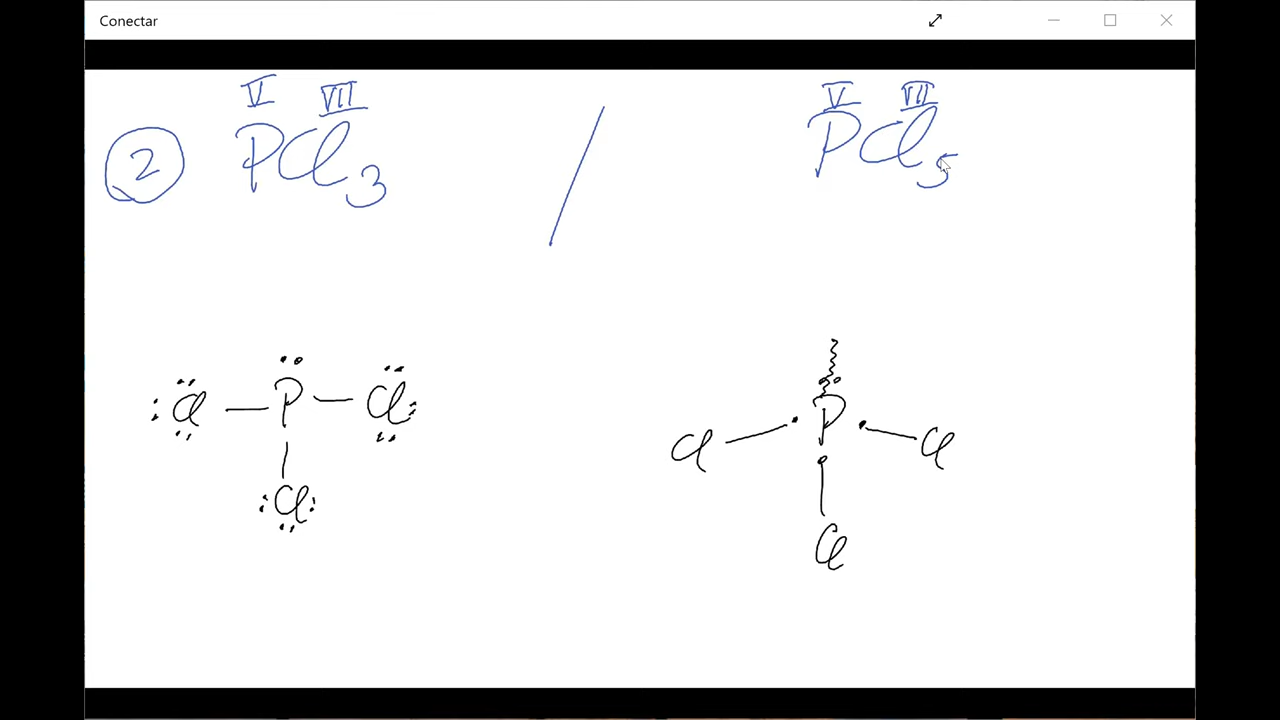 Conectar
V VII V VII
2 PCl3 / PCl5
Cl — P — Cl
P
Cl Cl
Cl
Cl